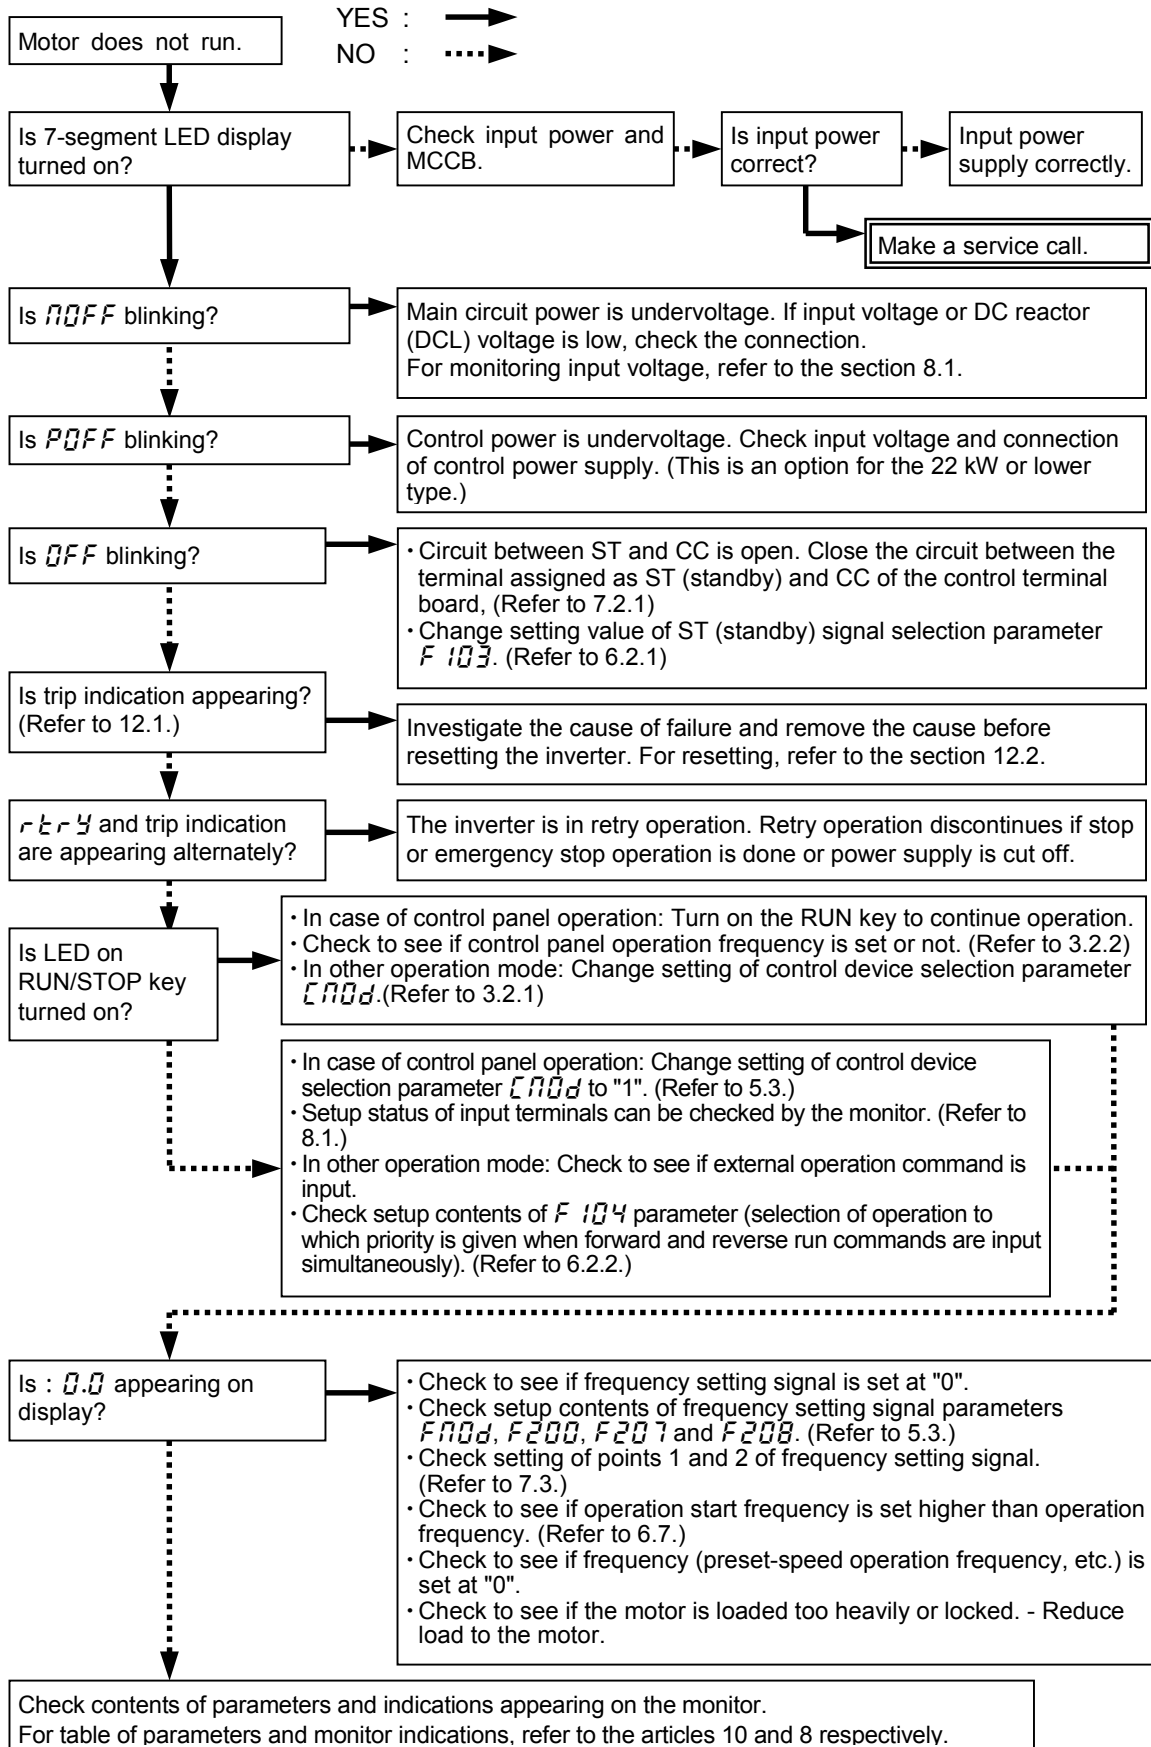 YES :
NO :
Motor does not run.
Is 7-segment LED display
turned on?
Check input power and
MCCB.
Is input power
correct?
Input power
supply correctly.
Make a service call.
Is MOFF blinking?
Main circuit power is undervoltage. If input voltage or DC reactor
(DCL) voltage is low, check the connection.
For monitoring input voltage, refer to the section 8.1.
Is POFF blinking?
Control power is undervoltage. Check input voltage and connection
of control power supply. (This is an option for the 22 kW or lower
type.)
Is OFF blinking?
・Circuit between ST and CC is open. Close the circuit between the
terminal assigned as ST (standby) and CC of the control terminal
board, (Refer to 7.2.1)
・Change setting value of ST (standby) signal selection parameter
F103. (Refer to 6.2.1)
Is trip indication appearing?
(Refer to 12.1.)
Investigate the cause of failure and remove the cause before
resetting the inverter. For resetting, refer to the section 12.2.
rtrY and trip indication
are appearing alternately?
The inverter is in retry operation. Retry operation discontinues if stop
or emergency stop operation is done or power supply is cut off.
Is LED on
RUN/STOP key
turned on?
・In case of control panel operation: Turn on the RUN key to continue operation.
・Check to see if control panel operation frequency is set or not. (Refer to 3.2.2)
・In other operation mode: Change setting of control device selection parameter
CMOd.(Refer to 3.2.1)
・In case of control panel operation: Change setting of control device
selection parameter CMOd to "1". (Refer to 5.3.)
・Setup status of input terminals can be checked by the monitor. (Refer to
8.1.)
・In other operation mode: Check to see if external operation command is
input.
・Check setup contents of F104 parameter (selection of operation to
which priority is given when forward and reverse run commands are input
simultaneously). (Refer to 6.2.2.)
Is : 0.0 appearing on
display?
・Check to see if frequency setting signal is set at "0".
・Check setup contents of frequency setting signal parameters
FMOd, F200, F207 and F208. (Refer to 5.3.)
・Check setting of points 1 and 2 of frequency setting signal.
(Refer to 7.3.)
・Check to see if operation start frequency is set higher than operation
frequency. (Refer to 6.7.)
・Check to see if frequency (preset-speed operation frequency, etc.) is
set at "0".
・Check to see if the motor is loaded too heavily or locked. - Reduce
load to the motor.
Check contents of parameters and indications appearing on the monitor.
For table of parameters and monitor indications, refer to the articles 10 and 8 respectively.